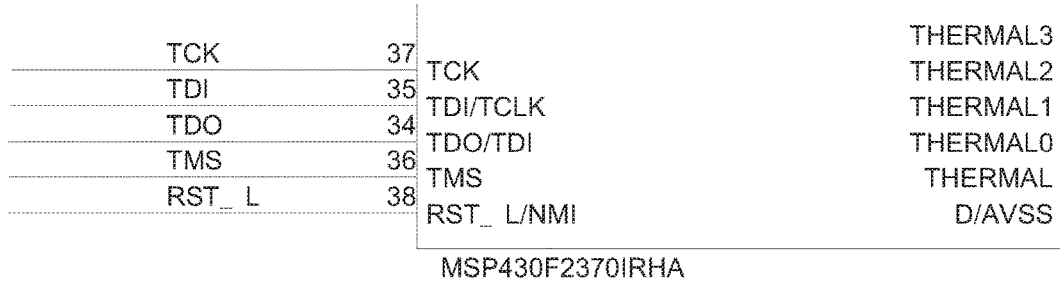 THERMAL3
TCK 37
TCK THERMAL2
TDI 35
TDI/TCLK THERMAL1
TDO 34
TDO/TDI THERMAL0
TMS 36
TMS THERMAL
RST_ L 38
RST_ L/NMI D/AVSS
MSP430F2370IRHA